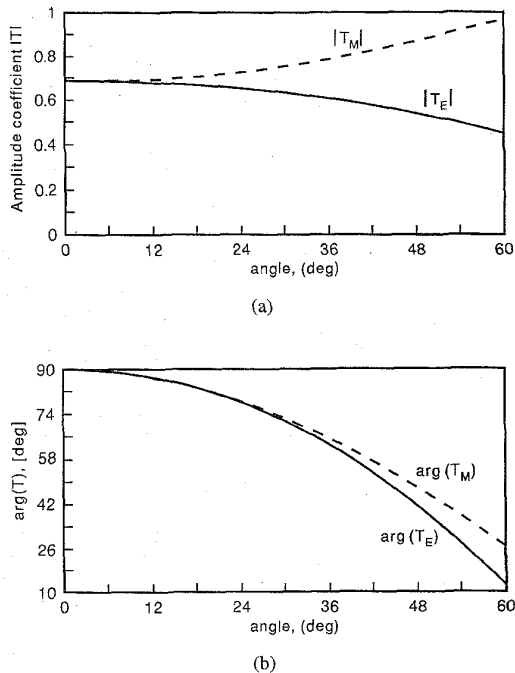 Amplitude coefficient |T|
1
0.8
0.6
0.4
0.2
0
|T_M|
|T_E|
0 12 24 36 48 60
angle, (deg)
(a)
arg(T), [deg]
90
74
58
42
26
10
arg (T_M)
arg (T_E)
0 12 24 36 48 60
angle, (deg)
(b)